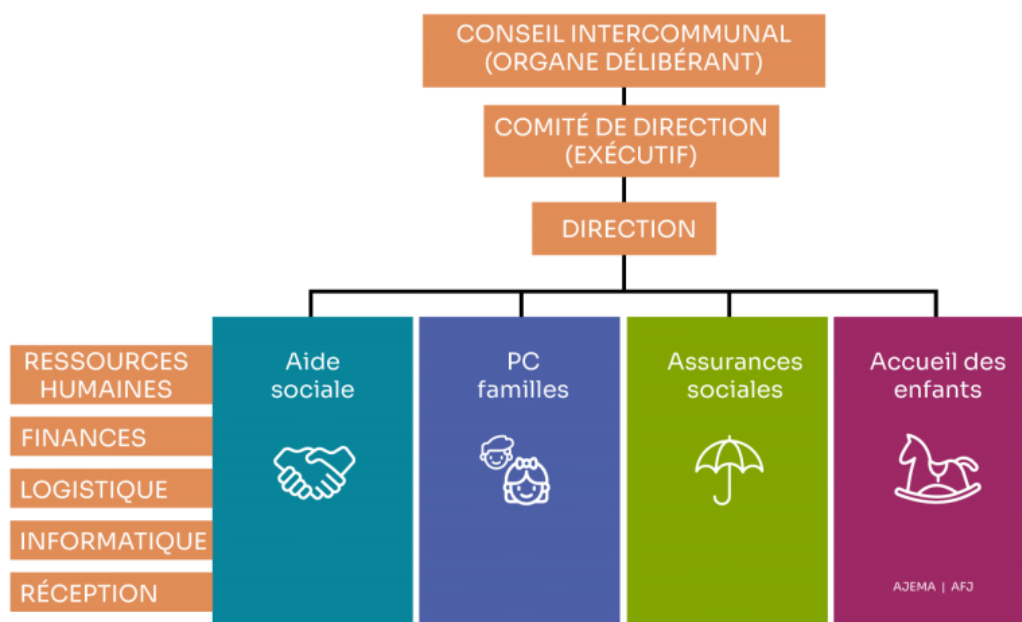 CONSEIL INTERCOMMUNAL
(ORGANE DÉLIBÉRANT)
COMITÉ DE DIRECTION
(EXÉCUTIF)
DIRECTION
RESSOURCES
HUMAINES
FINANCES
LOGISTIQUE
INFORMATIQUE
RÉCEPTION
Aide
sociale
PC
familles
Assurances
sociales
Accueil des
enfants
AJEMA | AFJ